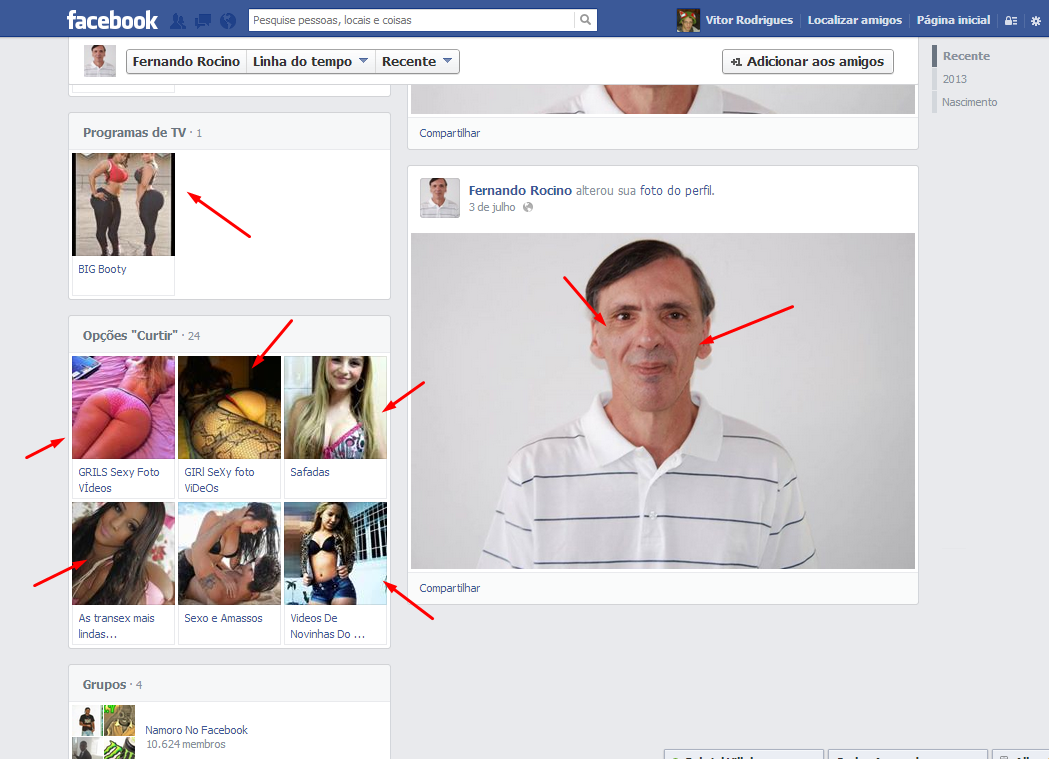 facebook
Pesquise pessoas, locais e coisas
Vitor Rodrigues
Localizar amigos
Página inicial
Fernando Rocino
Linha do tempo
Recente
+1 Adicionar aos amigos
Recente
2013
Nascimento
Programas de TV · 1
BIG Booty
Opções "Curtir" · 24
GRILS Sexy Foto
VÍdeos
GIRl SeXy foto
ViDeOs
Safadas
As transex mais
lindas...
Sexo e Amassos
Videos De
Novinhas Do ...
Grupos · 4
Namoro No Facebook
10.624 membros
Compartilhar
Fernando Rocino alterou sua foto do perfil.
3 de julho
Compartilhar